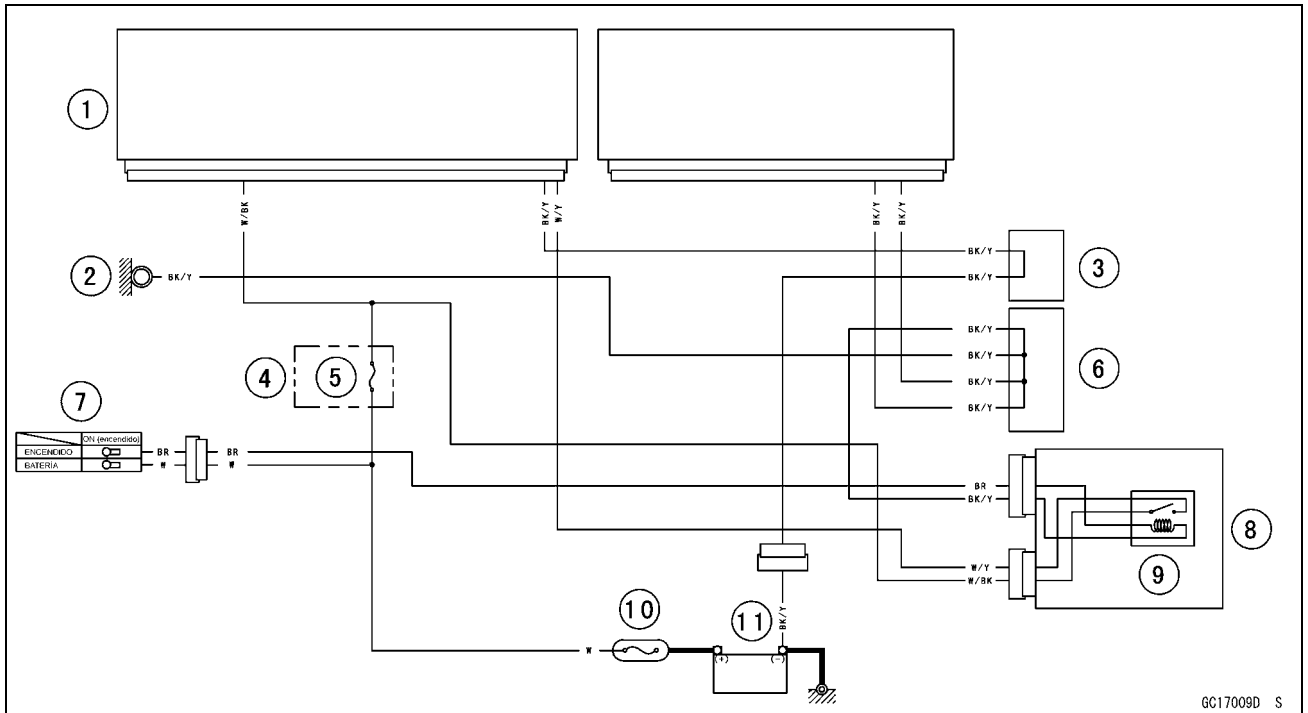 1
W/BK
BK/Y
W/Y
BK/Y
BK/Y
2
BK/Y
BK/Y
BK/Y
3
4
5
BK/Y
BK/Y
BK/Y
BK/Y
6
7
ON (encendido)
ENCENDIDO
BATERÍA
BR
W
BR
W
BR
BK/Y
W/Y
W/BK
8
9
10
11
W
(+)
(-)
BK/Y
GC17009D S